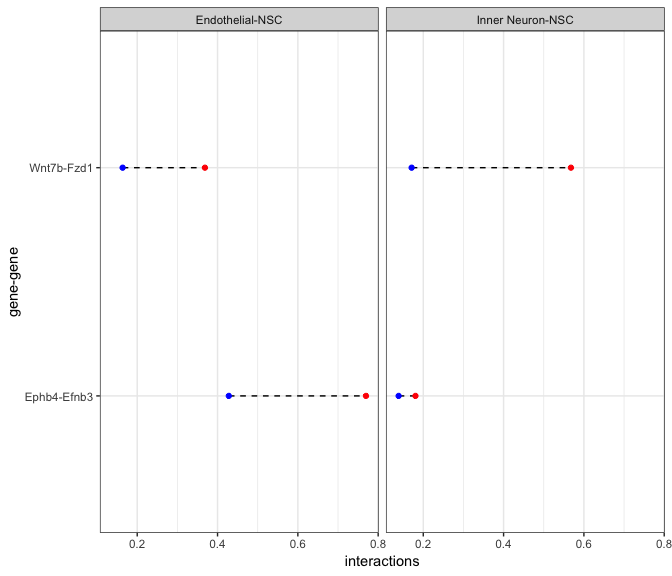 Endothelial-NSC
Inner Neuron-NSC
gene-gene
Wnt7b-Fzd1
Ephb4-Efnb3
0.2 0.4 0.6 0.8
0.2 0.4 0.6 0.8
interactions